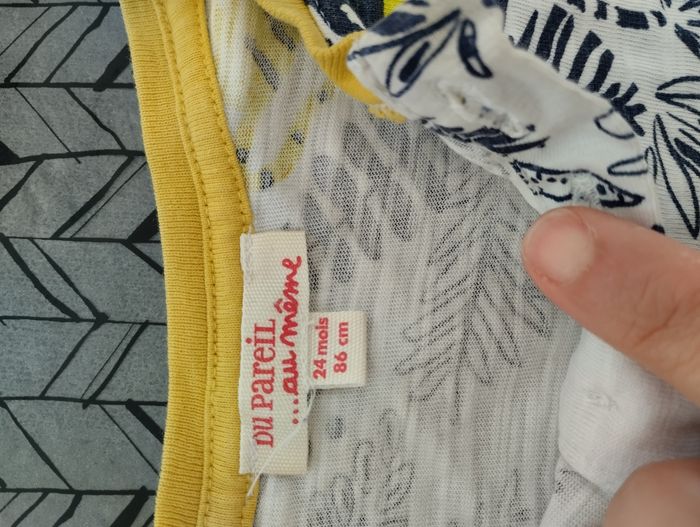 DU PAREIL
...au même
24 mois
86 cm